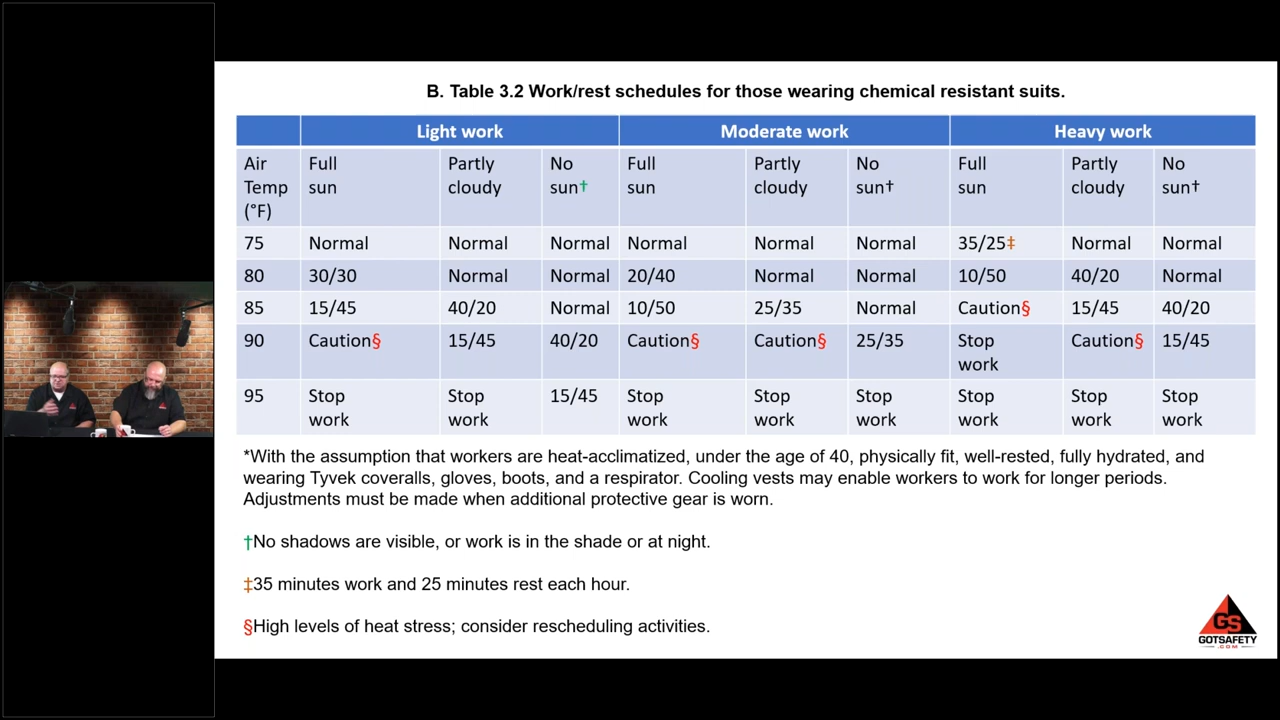 B. Table 3.2 Work/rest schedules for those wearing chemical resistant suits.
Light work Moderate work Heavy work
Air Temp (°F) Full sun Partly cloudy No sun† Full sun Partly cloudy No sun† Full sun Partly cloudy No sun†
75 Normal Normal Normal Normal Normal Normal 35/25‡ Normal Normal
80 30/30 Normal Normal 20/40 Normal Normal 10/50 40/20 Normal
85 15/45 40/20 Normal 10/50 25/35 Normal Caution§ 15/45 40/20
90 Caution§ 15/45 40/20 Caution§ Caution§ 25/35 Stop work Caution§ 15/45
95 Stop work Stop work 15/45 Stop work Stop work Stop work Stop work Stop work Stop work
*With the assumption that workers are heat-acclimatized, under the age of 40, physically fit, well-rested, fully hydrated, and
wearing Tyvek coveralls, gloves, boots, and a respirator. Cooling vests may enable workers to work for longer periods.
Adjustments must be made when additional protective gear is worn.
†No shadows are visible, or work is in the shade or at night.
‡35 minutes work and 25 minutes rest each hour.
§High levels of heat stress; consider rescheduling activities.
GS
GOTSAFETY
.COM